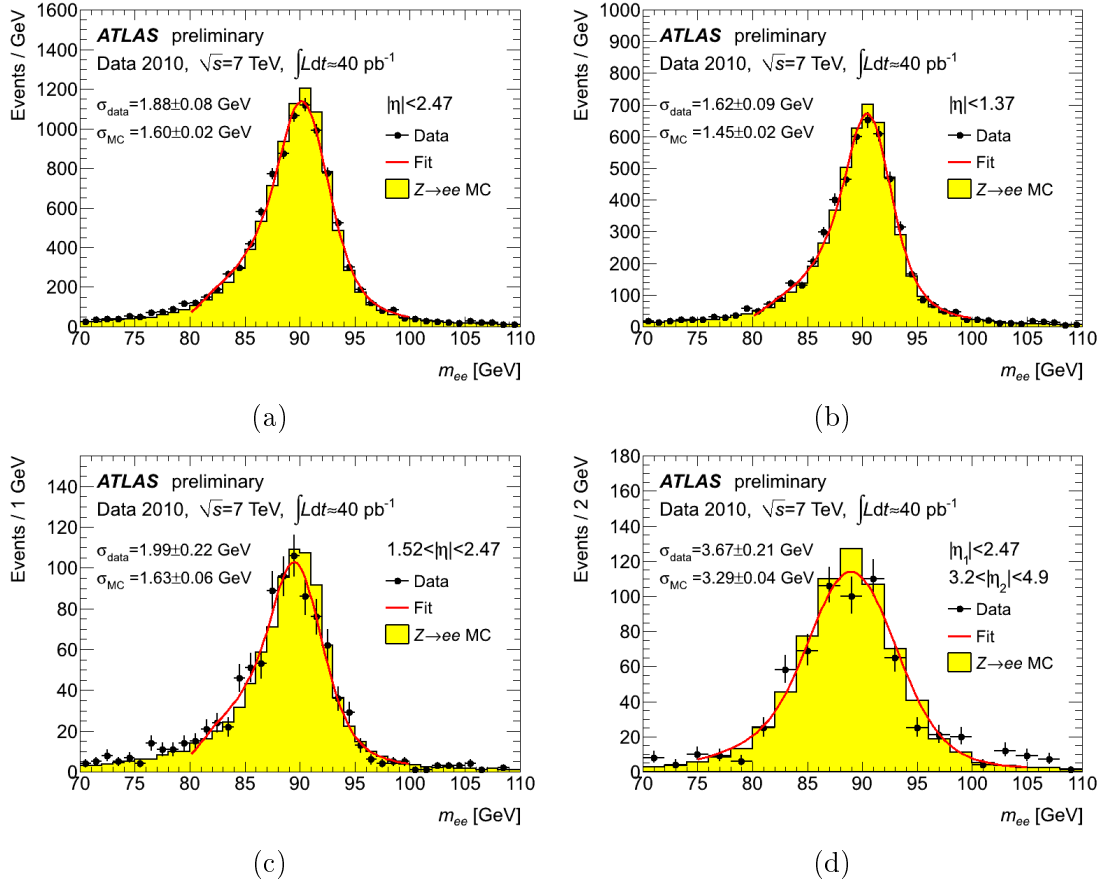 Events / GeV
1600
1400
1200
1000
800
600
400
200
0
ATLAS preliminary
Data 2010, √s=7 TeV, ∫Ldt≈40 pb⁻¹
σdata=1.88±0.08 GeV
σMC=1.60±0.02 GeV
|η|<2.47
Data
Fit
Z→ee MC
70 75 80 85 90 95 100 105 110
mee [GeV]
(a)
Events / GeV
1000
900
800
700
600
500
400
300
200
100
0
ATLAS preliminary
Data 2010, √s=7 TeV, ∫Ldt≈40 pb⁻¹
σdata=1.62±0.09 GeV
σMC=1.45±0.02 GeV
|η|<1.37
Data
Fit
Z→ee MC
70 75 80 85 90 95 100 105 110
mee [GeV]
(b)
Events / 1 GeV
140
120
100
80
60
40
20
0
ATLAS preliminary
Data 2010, √s=7 TeV, ∫Ldt≈40 pb⁻¹
σdata=1.99±0.22 GeV
σMC=1.63±0.06 GeV
1.52<|η|<2.47
Data
Fit
Z→ee MC
70 75 80 85 90 95 100 105 110
mee [GeV]
(c)
Events / 2 GeV
180
160
140
120
100
80
60
40
20
0
ATLAS preliminary
Data 2010, √s=7 TeV, ∫Ldt≈40 pb⁻¹
σdata=3.67±0.21 GeV
σMC=3.29±0.04 GeV
|η₁|<2.47
3.2<|η₂|<4.9
Data
Fit
Z→ee MC
70 75 80 85 90 95 100 105 110
mee [GeV]
(d)